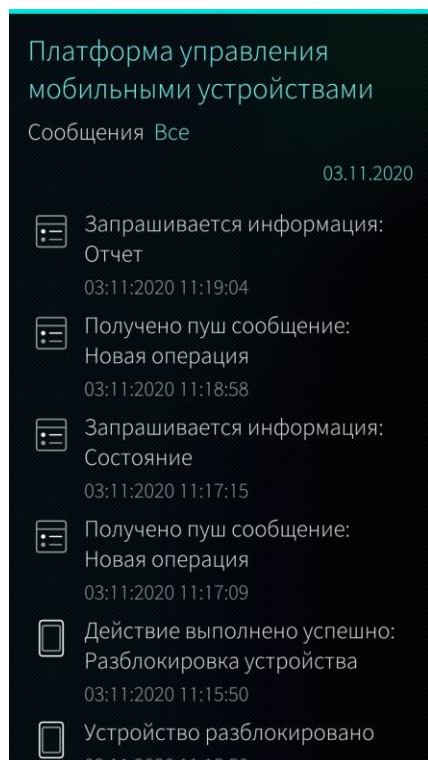 Платформа управления
мобильными устройствами
Сообщения Все
03.11.2020
Запрашивается информация:
Отчет
03:11:2020 11:19:04
Получено пуш сообщение:
Новая операция
03:11:2020 11:18:58
Запрашивается информация:
Состояние
03:11:2020 11:17:15
Получено пуш сообщение:
Новая операция
03:11:2020 11:17:09
Действие выполнено успешно:
Разблокировка устройства
03:11:2020 11:15:50
Устройство разблокировано